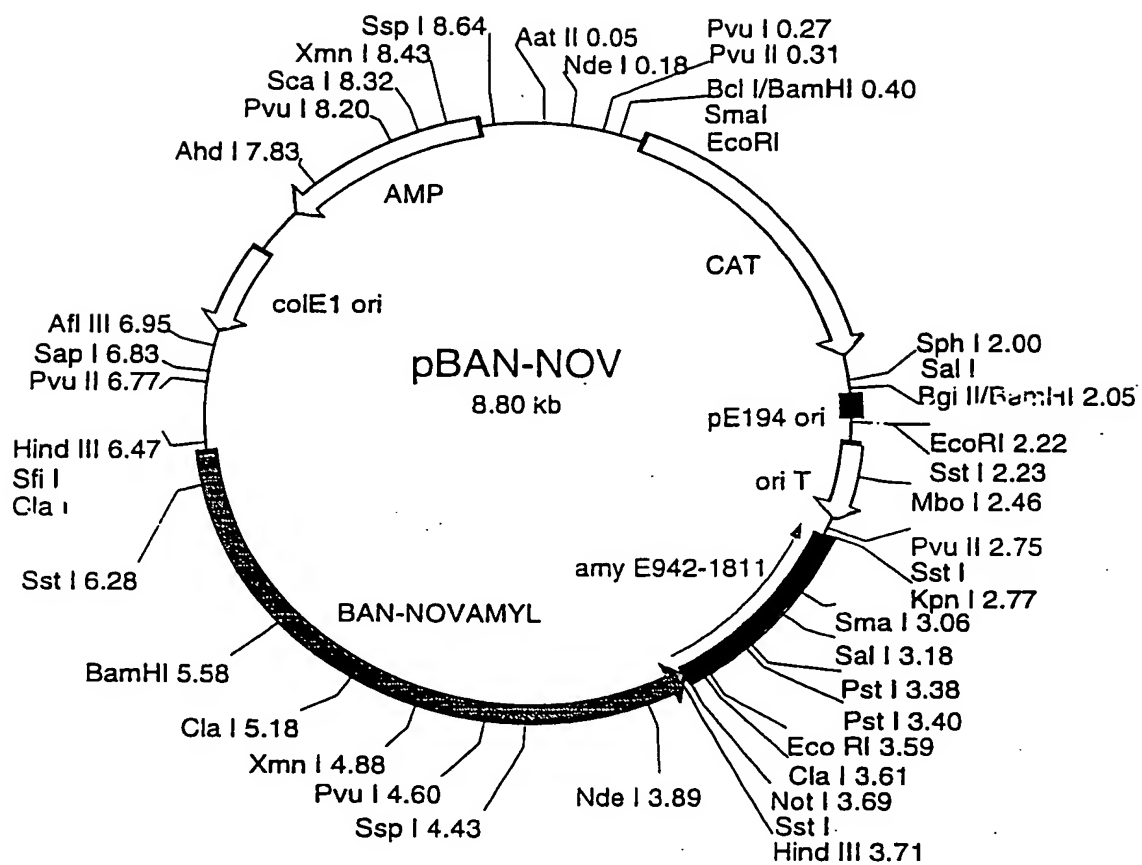 Ssp I 8.64
Xmn I 8.43
Sca I 8.32
Pvu I 8.20
Ahd I 7.83
Aat II 0.05
Nde I 0.18
Pvu I 0.27
Pvu II 0.31
Bcl I/BamHI 0.40
SmaI
EcoRI
AMP
CAT
colE1 ori
Afl III 6.95
Sap I 6.83
Pvu II 6.77
pBAN-NOV
8.80 kb
Sph I 2.00
Sal I
Bgi II/BamHI 2.05
pE194 ori
EcoRI 2.22
Sst I 2.23
ori T
Mbo I 2.46
Hind III 6.47
Sfi I
Cla I
Sst I 6.28
Pvu II 2.75
Sst I
Kpn I 2.77
amy E942-1811
BAN-NOVAMYL
Sma I 3.06
Sal I 3.18
Pst I 3.38
Pst I 3.40
Eco RI 3.59
Cla I 3.61
Not I 3.69
Sst I
Hind III 3.71
BamHI 5.58
Cla I 5.18
Xmn I 4.88
Pvu I 4.60
Ssp I 4.43
Nde I 3.89